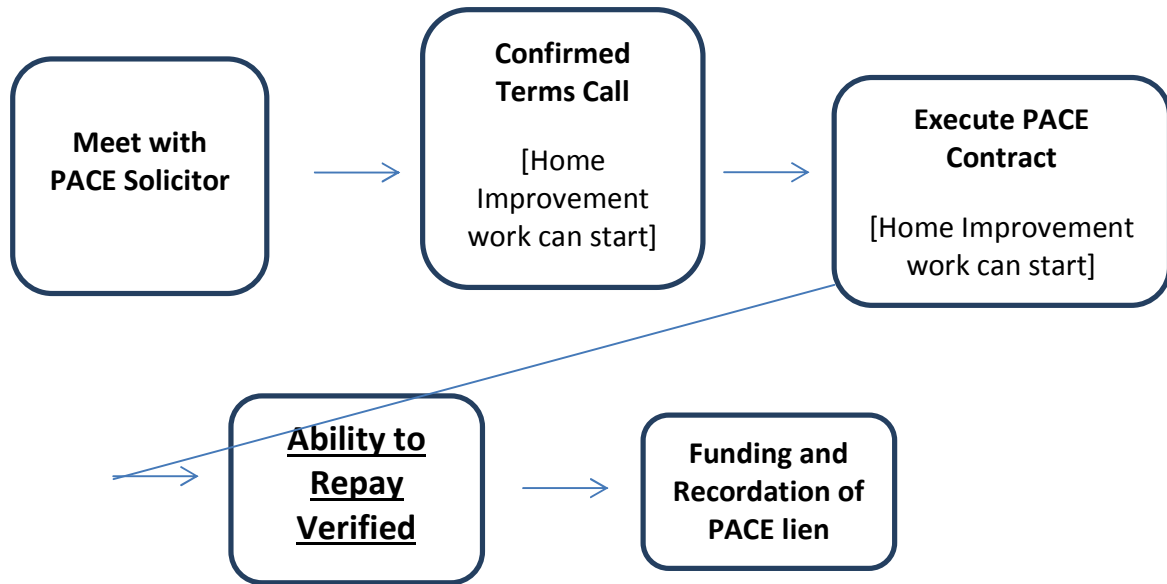 Meet with
PACE Solicitor
Confirmed
Terms Call
[Home
Improvement
work can start]
Execute PACE
Contract
[Home Improvement
work can start]
Ability to
Repay
Verified
Funding and
Recordation of
PACE lien